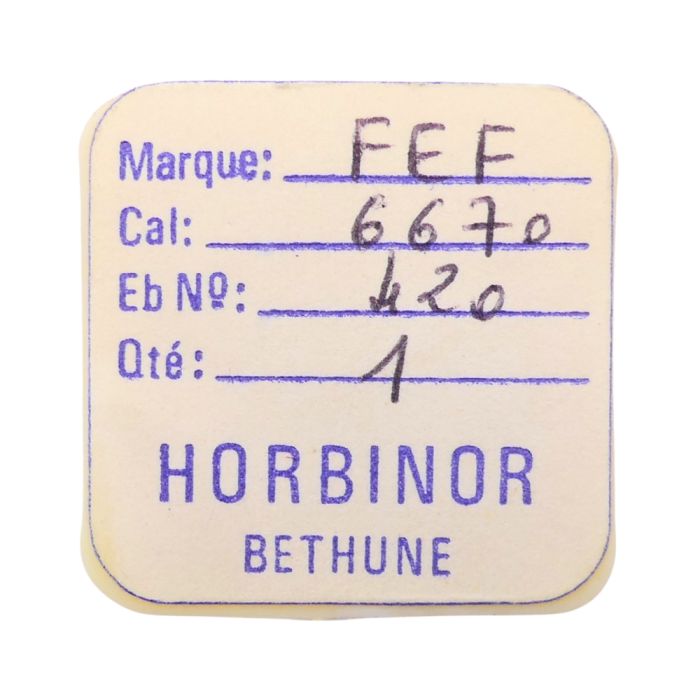 Marque: FEF
Cal: 6670
Eb Nº: 420
Qté: 1
HORBINOR
BETHUNE